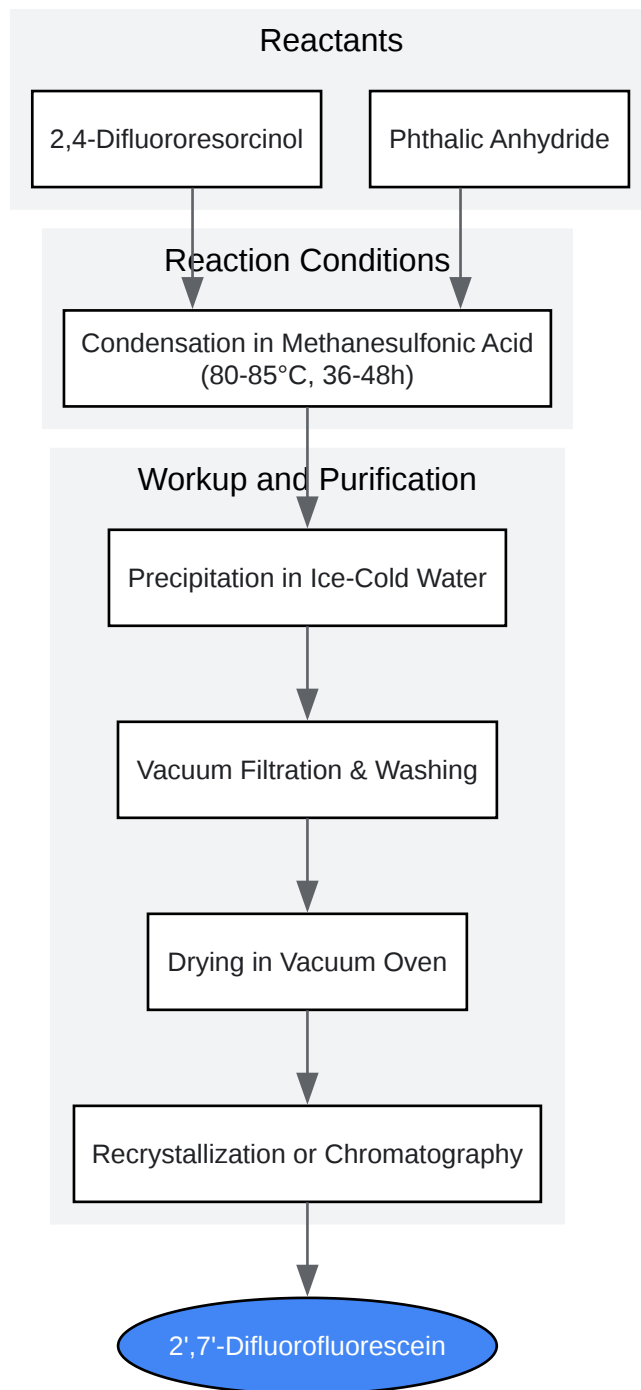 Reactants
2,4-Difluororesorcinol
Phthalic Anhydride
Reaction Conditions
Condensation in Methanesulfonic Acid
(80-85°C, 36-48h)
Workup and Purification
Precipitation in Ice-Cold Water
Vacuum Filtration & Washing
Drying in Vacuum Oven
Recrystallization or Chromatography
2',7'-Difluorofluorescein